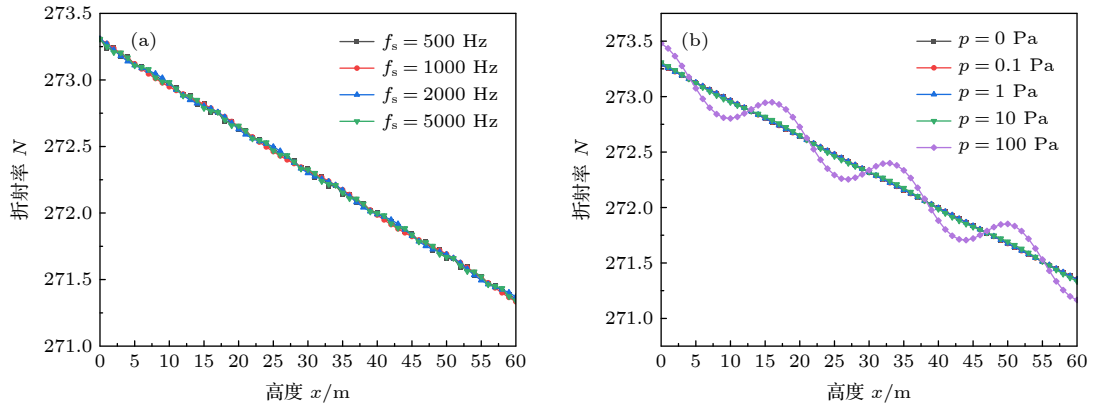 (a)
f_s = 500 Hz
f_s = 1000 Hz
f_s = 2000 Hz
f_s = 5000 Hz
273.5
273.0
272.5
272.0
271.5
271.0
0 5 10 15 20 25 30 35 40 45 50 55 60
折射率 N
高度 x/m
(b)
p = 0 Pa
p = 0.1 Pa
p = 1 Pa
p = 10 Pa
p = 100 Pa
273.5
273.0
272.5
272.0
271.5
271.0
0 5 10 15 20 25 30 35 40 45 50 55 60
折射率 N
高度 x/m